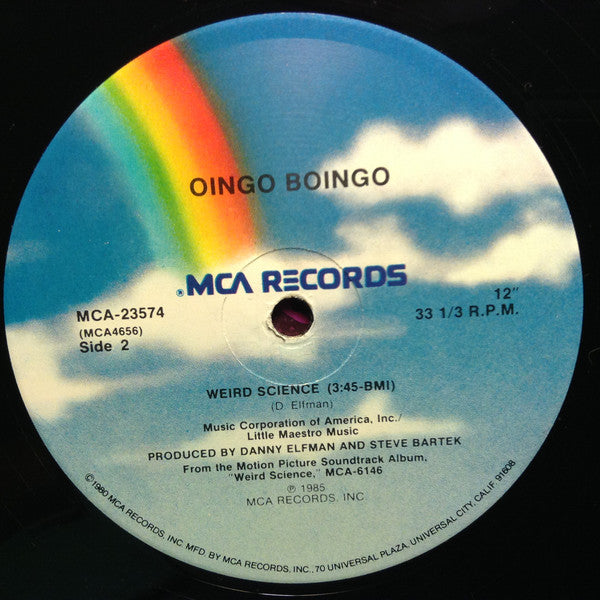 OINGO BOINGO
®MCA RECORDS
MCA-23574
(MCA4656)
Side 2
12"
33 1/3 R.P.M.
WEIRD SCIENCE (3:45-BMI)
(D. Elfman)
Music Corporation of America, Inc./
Little Maestro Music
PRODUCED BY DANNY ELFMAN AND STEVE BARTEK
From the Motion Picture Soundtrack Album,
"Weird Science," MCA-6146
℗ 1985
MCA RECORDS, INC.
©1980 MCA RECORDS, INC. MFD. BY MCA RECORDS, INC., 70 UNIVERSAL PLAZA, UNIVERSAL CITY, CALIF. 91608